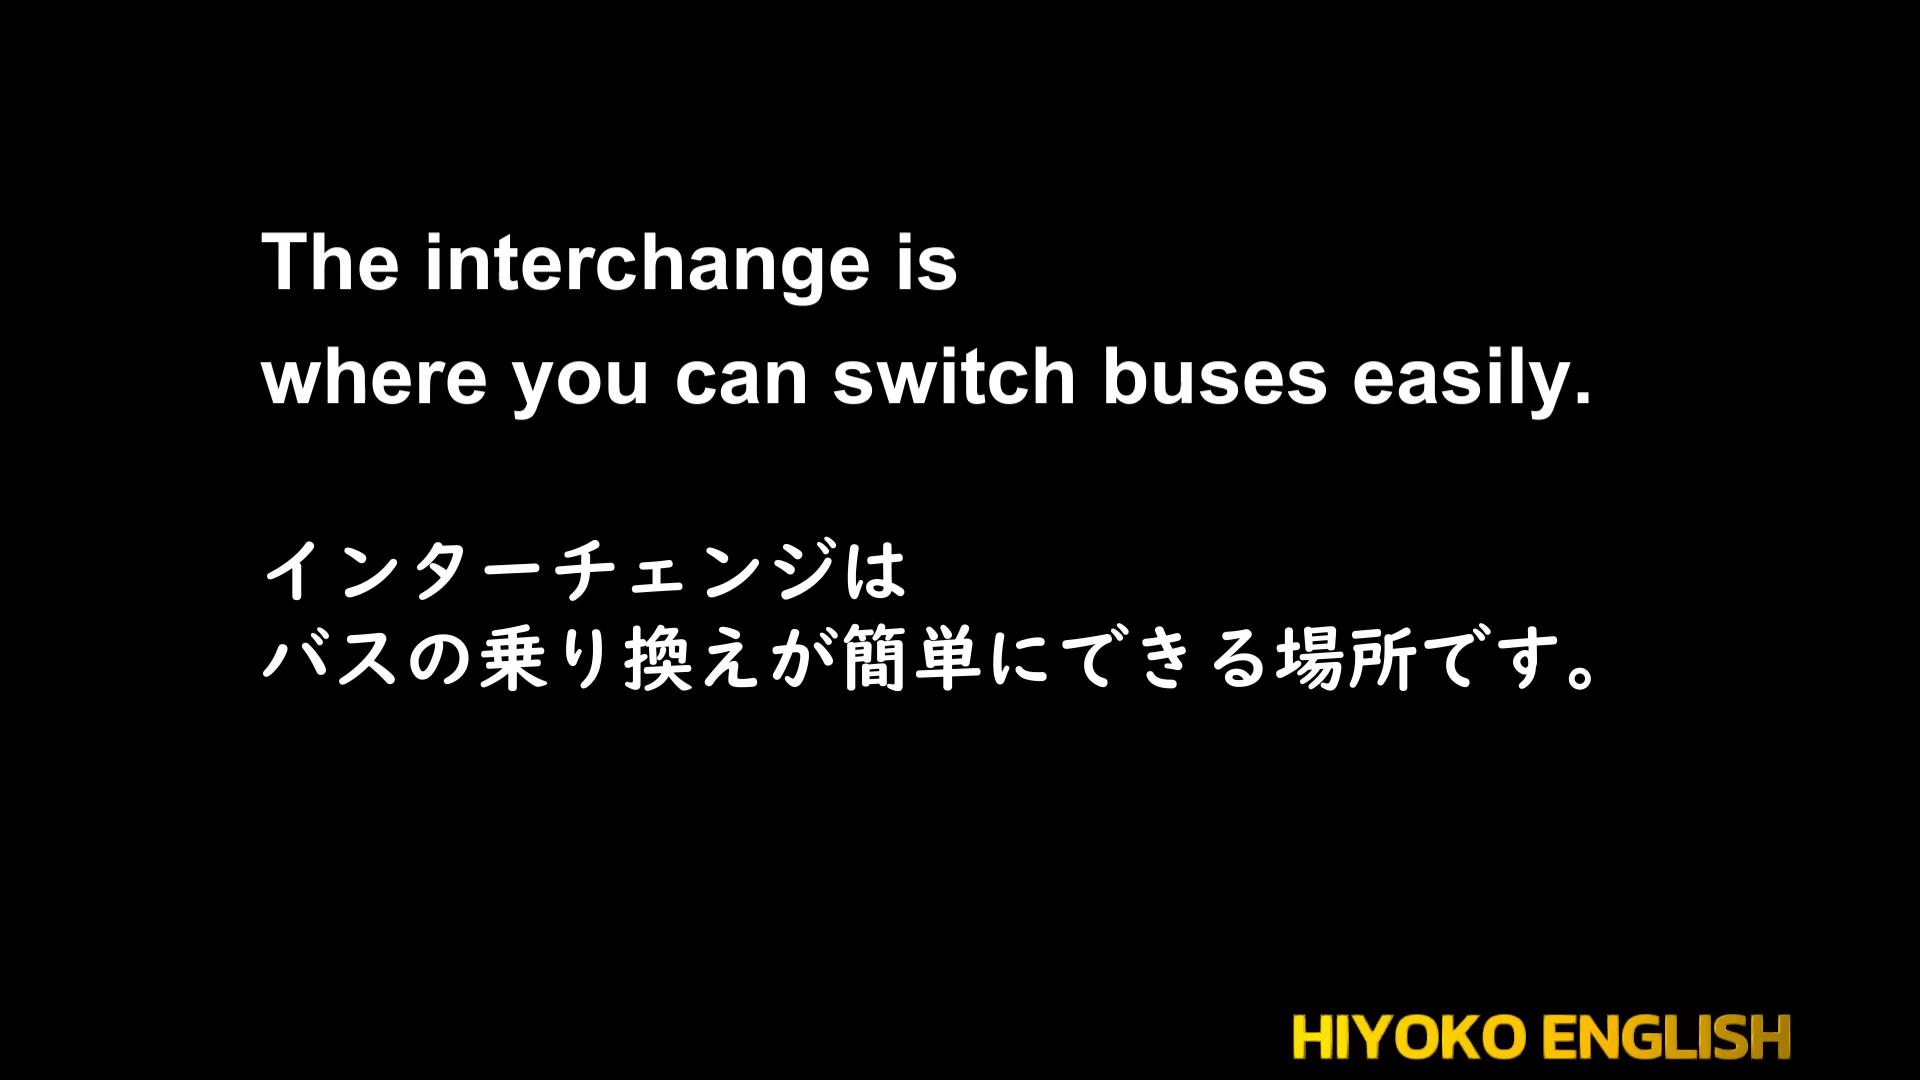 The interchange is
where you can switch buses easily.
インターチェンジは
バスの乗り換えが簡単にできる場所です。
HIYOKO ENGLISH